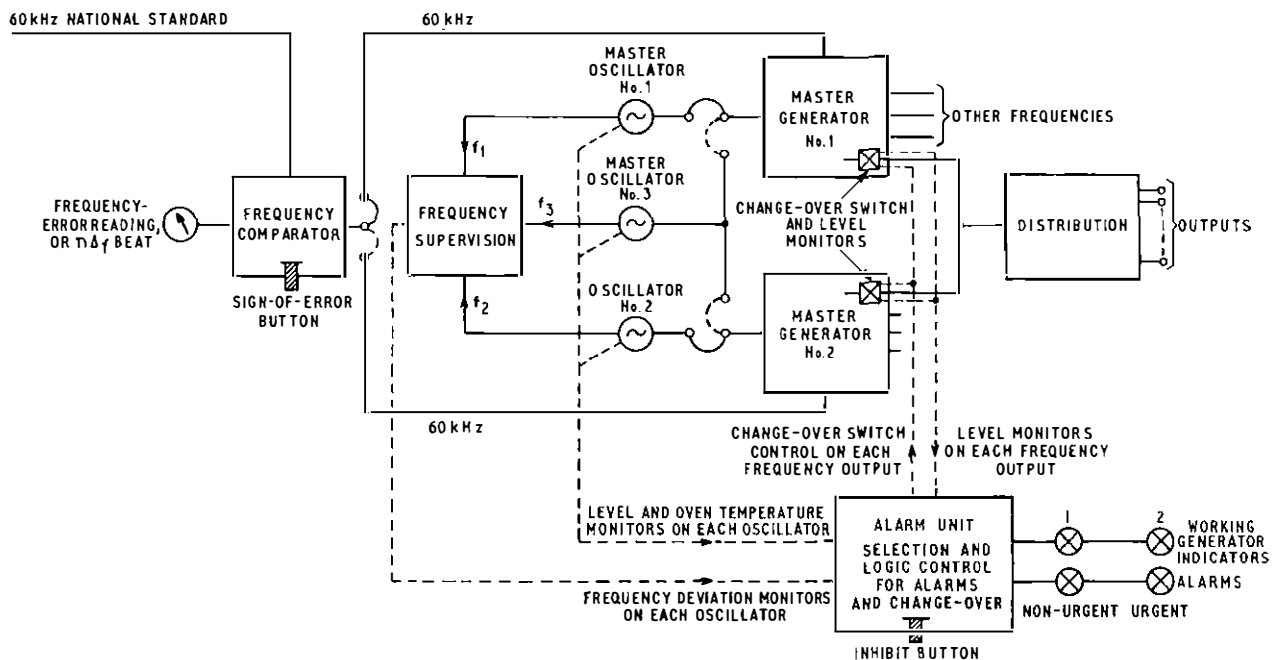 60kHz NATIONAL STANDARD
60 kHz
MASTER
OSCILLATOR
No.1
MASTER
GENERATOR
No.1
OTHER FREQUENCIES
f1
MASTER
OSCILLATOR
No.3
f3
FREQUENCY-
ERROR READING,
OR nΔf BEAT
FREQUENCY
COMPARATOR
SIGN-OF-ERROR
BUTTON
FREQUENCY
SUPERVISION
CHANGE-OVER SWITCH
AND LEVEL
MONITORS
DISTRIBUTION
OUTPUTS
f2
OSCILLATOR
No.2
MASTER
GENERATOR
No.2
60 kHz
CHANGE-OVER SWITCH
CONTROL ON EACH
FREQUENCY OUTPUT
LEVEL MONITORS
ON EACH FREQUENCY
OUTPUT
LEVEL AND OVEN TEMPERATURE
MONITORS ON EACH OSCILLATOR
FREQUENCY DEVIATION MONITORS
ON EACH OSCILLATOR
ALARM UNIT
SELECTION AND
LOGIC CONTROL
FOR ALARMS
AND CHANGE-OVER
INHIBIT BUTTON
1 2
WORKING
GENERATOR
INDICATORS
ALARMS
NON-URGENT URGENT